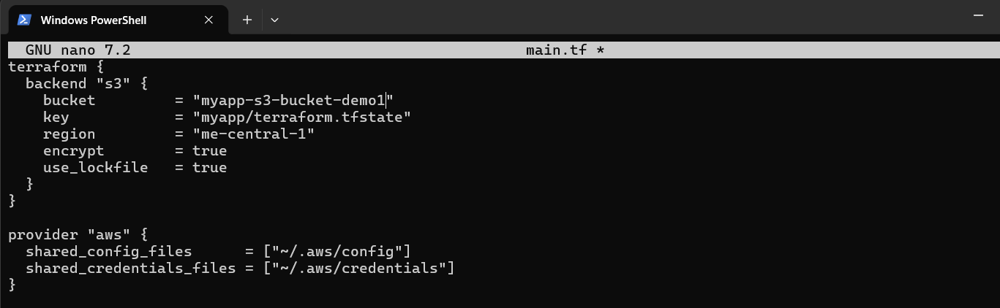 Windows PowerShell
GNU nano 7.2 main.tf *
terraform {
  backend "s3" {
    bucket         = "myapp-s3-bucket-demo1"
    key            = "myapp/terraform.tfstate"
    region         = "me-central-1"
    encrypt        = true
    use_lockfile   = true
  }
}

provider "aws" {
  shared_config_files      = ["~/.aws/config"]
  shared_credentials_files = ["~/.aws/credentials"]
}